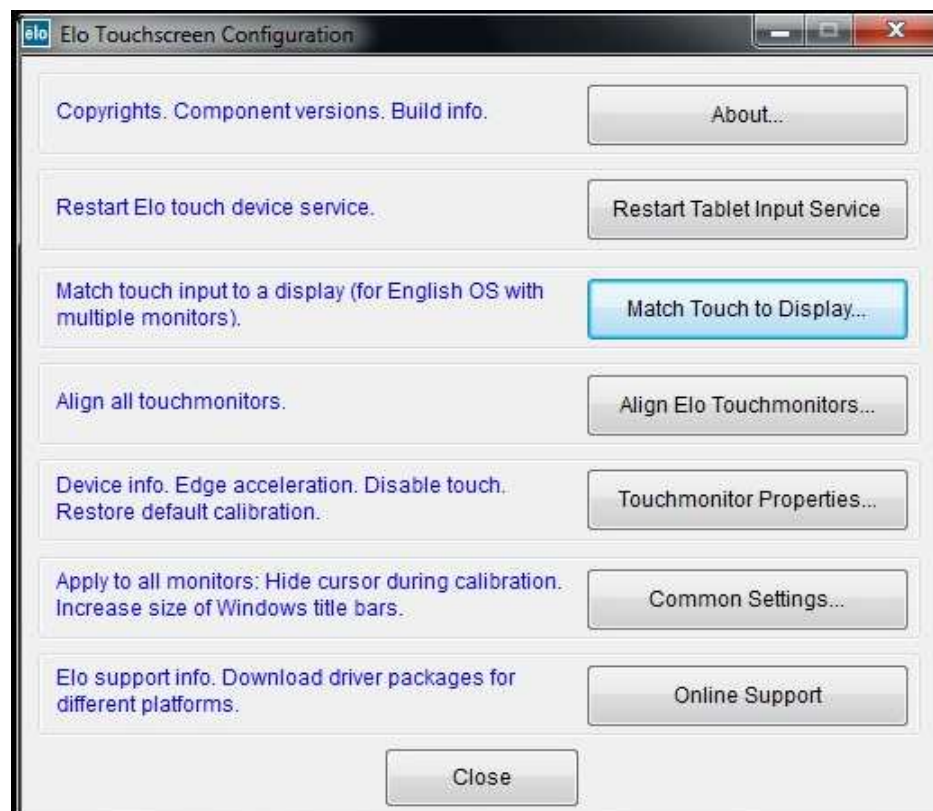 elo Elo Touchscreen Configuration
Copyrights. Component versions. Build info.
About...
Restart Elo touch device service.
Restart Tablet Input Service
Match touch input to a display (for English OS with
multiple monitors).
Match Touch to Display...
Align all touchmonitors.
Align Elo Touchmonitors...
Device info. Edge acceleration. Disable touch.
Restore default calibration.
Touchmonitor Properties...
Apply to all monitors: Hide cursor during calibration.
Increase size of Windows title bars.
Common Settings...
Elo support info. Download driver packages for
different platforms.
Online Support
Close